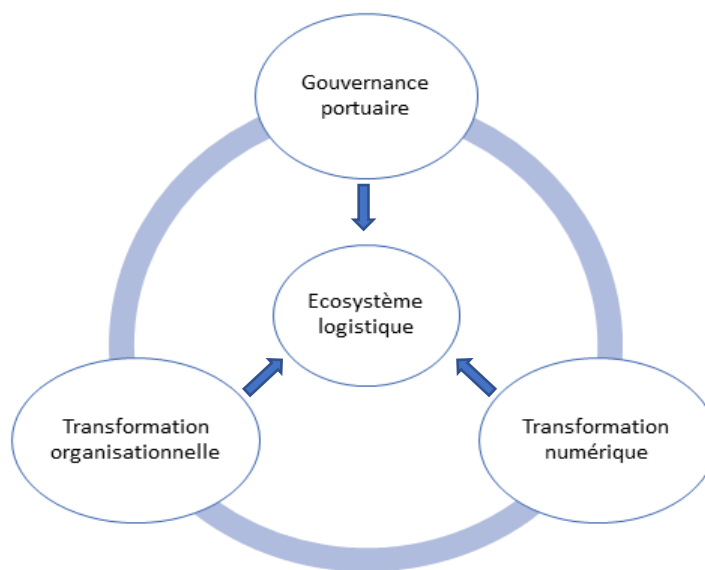 Gouvernance
portuaire
Ecosystème
logistique
Transformation
organisationnelle
Transformation
numérique